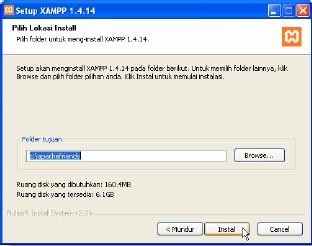 Setup XAMPP 1.4.14
Pilih Lokasi Install
Pilih folder untuk meng-install XAMPP 1.4.14.
Setup akan menginstall XAMPP 1.4.14 pada folder berikut. Untuk memilih folder lainnya, klik
Browse dan pilih folder pilihan anda. Klik Instal untuk memulai instalasi.
Folder tujuan
c:\apachefriends
Browse...
Ruang disk yang dibutuhkan: 160.4MB
Ruang disk yang tersedia: 6.1GB
Nullsoft Install System v2.06
< Mundur
Instal
Cancel